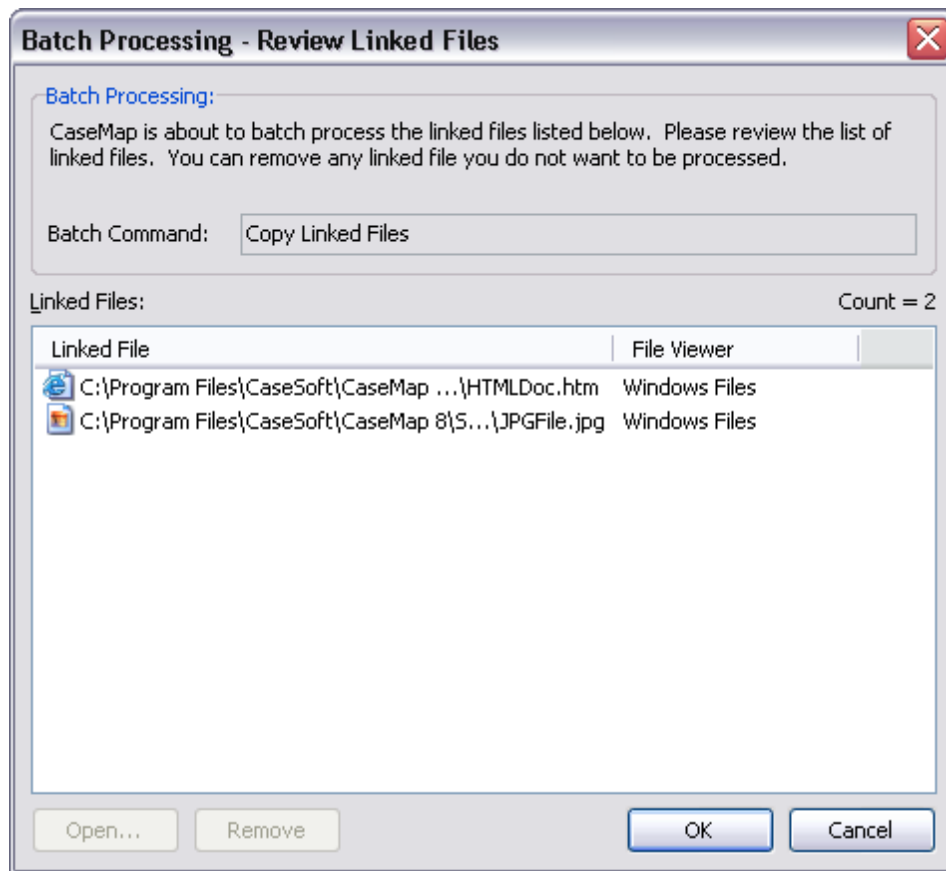 Batch Processing - Review Linked Files
Batch Processing:
CaseMap is about to batch process the linked files listed below.  Please review the list of
linked files.  You can remove any linked file you do not want to be processed.
Batch Command: Copy Linked Files
Linked Files: Count = 2
Linked File File Viewer
C:\Program Files\CaseSoft\CaseMap ...\HTMLDoc.htm Windows Files
C:\Program Files\CaseSoft\CaseMap 8\S...\JPGFile.jpg Windows Files
Open... Remove OK Cancel